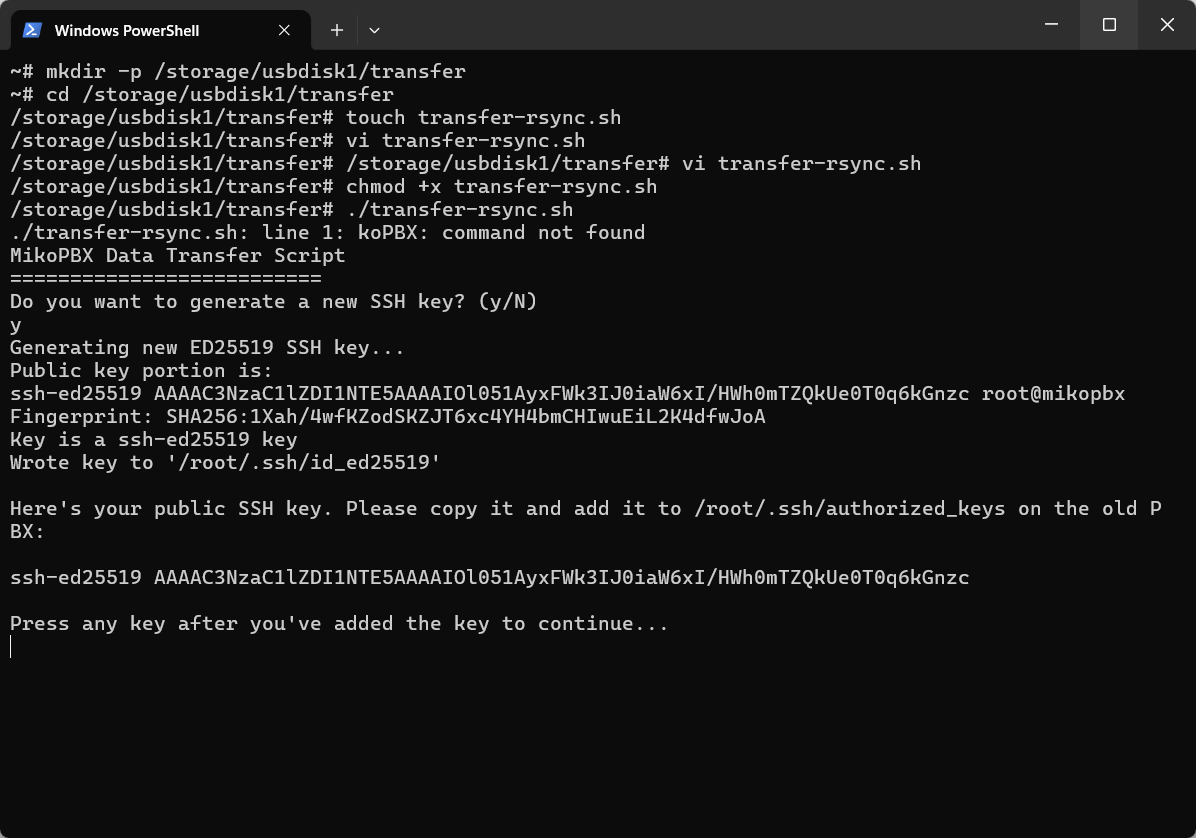 Windows PowerShell
~# mkdir -p /storage/usbdisk1/transfer
~# cd /storage/usbdisk1/transfer
/storage/usbdisk1/transfer# touch transfer-rsync.sh
/storage/usbdisk1/transfer# vi transfer-rsync.sh
/storage/usbdisk1/transfer# /storage/usbdisk1/transfer# vi transfer-rsync.sh
/storage/usbdisk1/transfer# chmod +x transfer-rsync.sh
/storage/usbdisk1/transfer# ./transfer-rsync.sh
./transfer-rsync.sh: line 1: koPBX: command not found
MikoPBX Data Transfer Script
==========================
Do you want to generate a new SSH key? (y/N)
y
Generating new ED25519 SSH key...
Public key portion is:
ssh-ed25519 AAAAC3NzaC1lZDI1NTE5AAAAIOl051AyxFWk3IJ0iaW6xI/HWh0mTZQkUe0T0q6kGnzc root@mikopbx
Fingerprint: SHA256:1Xah/4wfKZodSKZJT6xc4YH4bmCHIwuEiL2K4dfwJoA
Key is a ssh-ed25519 key
Wrote key to '/root/.ssh/id_ed25519'
Here's your public SSH key. Please copy it and add it to /root/.ssh/authorized_keys on the old P
BX:
ssh-ed25519 AAAAC3NzaC1lZDI1NTE5AAAAIOl051AyxFWk3IJ0iaW6xI/HWh0mTZQkUe0T0q6kGnzc
Press any key after you've added the key to continue...